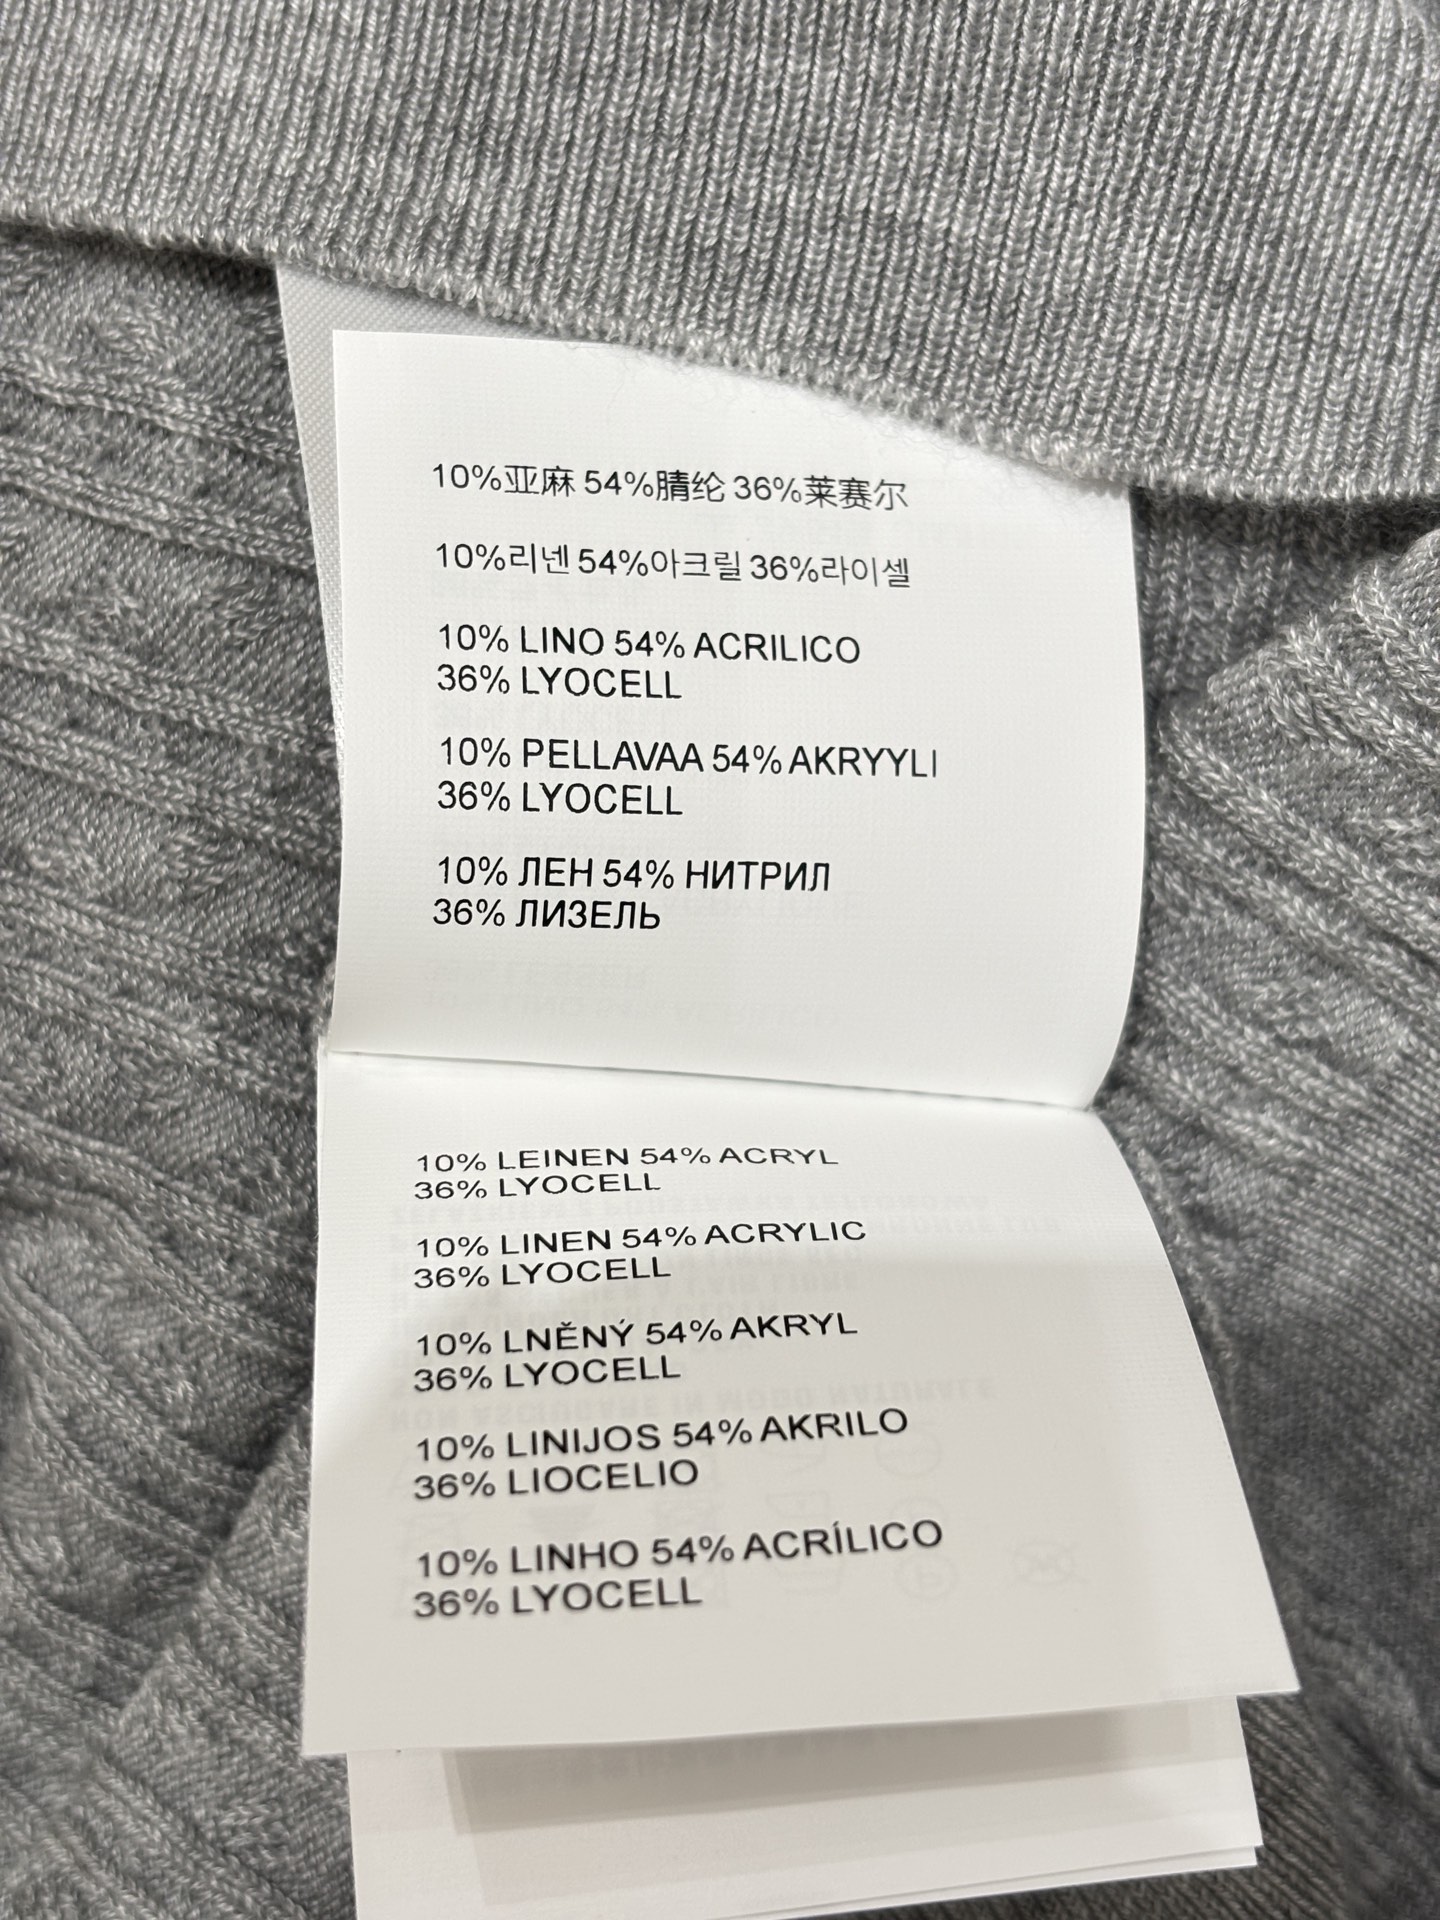 10%亚麻 54%腈纶 36%莱赛尔
10%리넨 54%아크릴 36%라이셀
10% LINO 54% ACRILICO
36% LYOCELL
10% PELLAVAA 54% AKRYYLI
36% LYOCELL
10% ЛЕН 54% НИТРИЛ
36% ЛИЗЕЛЬ
10% LEINEN 54% ACRYL
36% LYOCELL
10% LINEN 54% ACRYLIC
36% LYOCELL
10% LNĚNÝ 54% AKRYL
36% LYOCELL
10% LINIJOS 54% AKRILO
36% LIOCELIO
10% LINHO 54% ACRÍLICO
36% LYOCELL